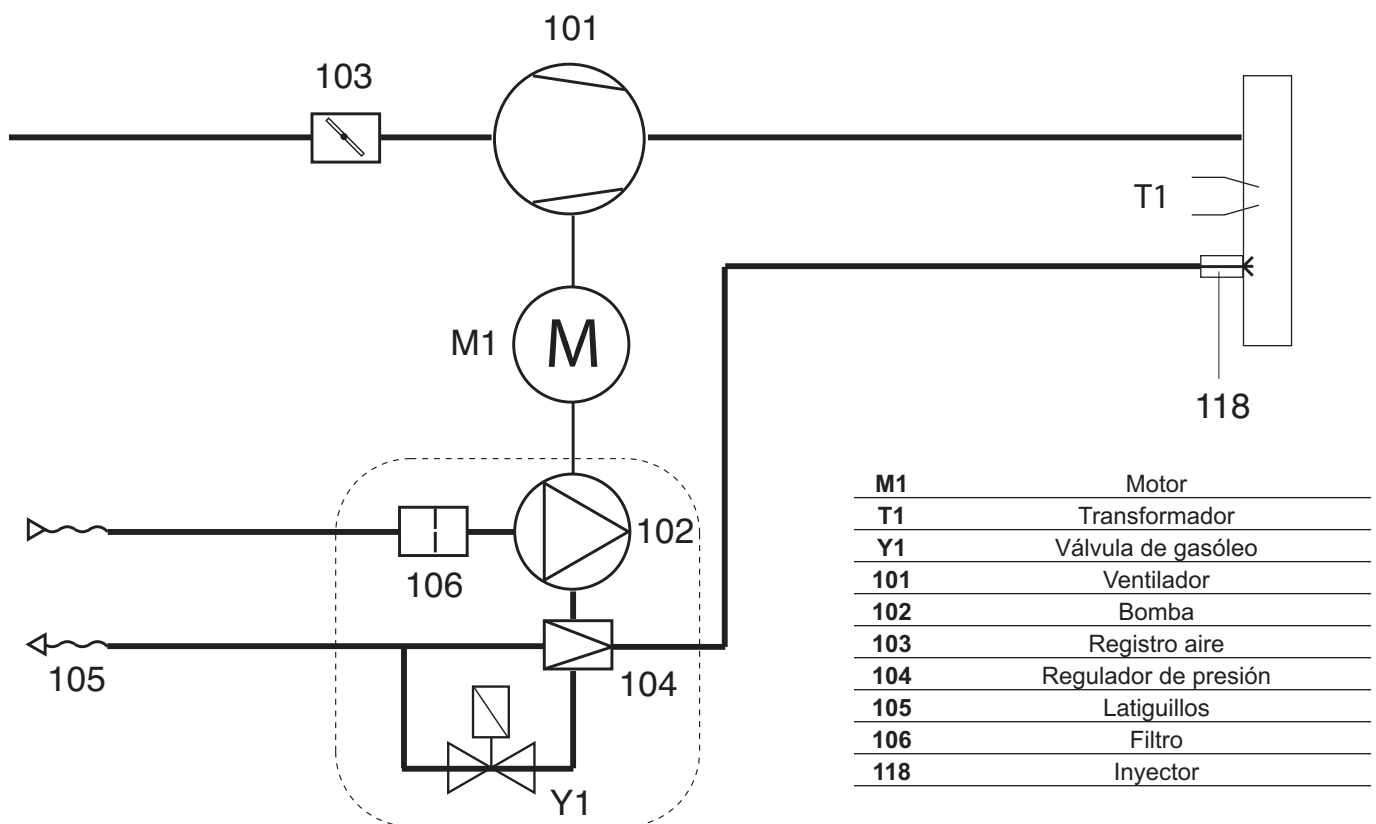 101
103
T1
M1 M
118
102
106
105
104
Y1
M1 Motor
T1 Transformador
Y1 Válvula de gasóleo
101 Ventilador
102 Bomba
103 Registro aire
104 Regulador de presión
105 Latiguillos
106 Filtro
118 Inyector